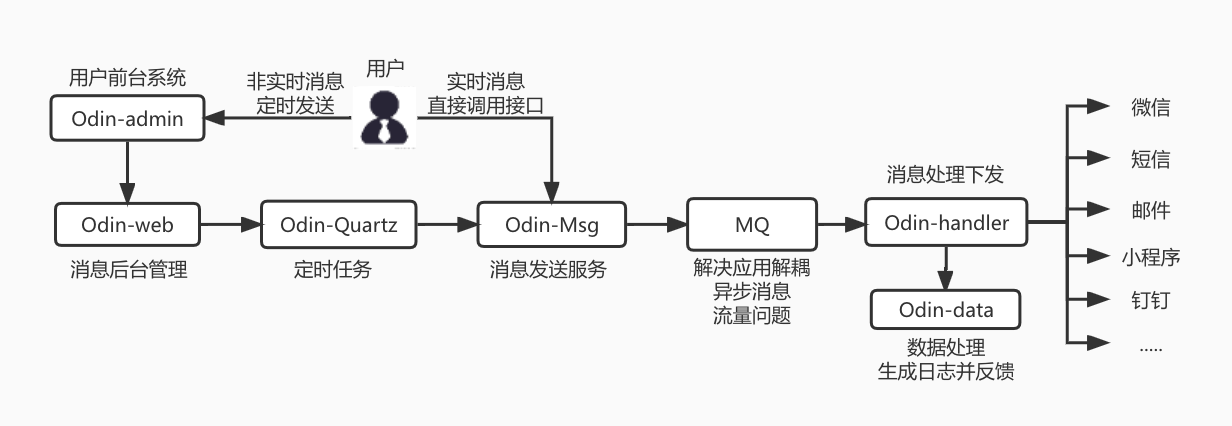 用户前台系统
Odin-admin
非实时消息
定时发送
用户
实时消息
直接调用接口
Odin-web
消息后台管理
Odin-Quartz
定时任务
Odin-Msg
消息发送服务
MQ
解决应用解耦
异步消息
流量问题
消息处理下发
Odin-handler
Odin-data
数据处理
生成日志并反馈
微信
短信
邮件
小程序
钉钉
.....